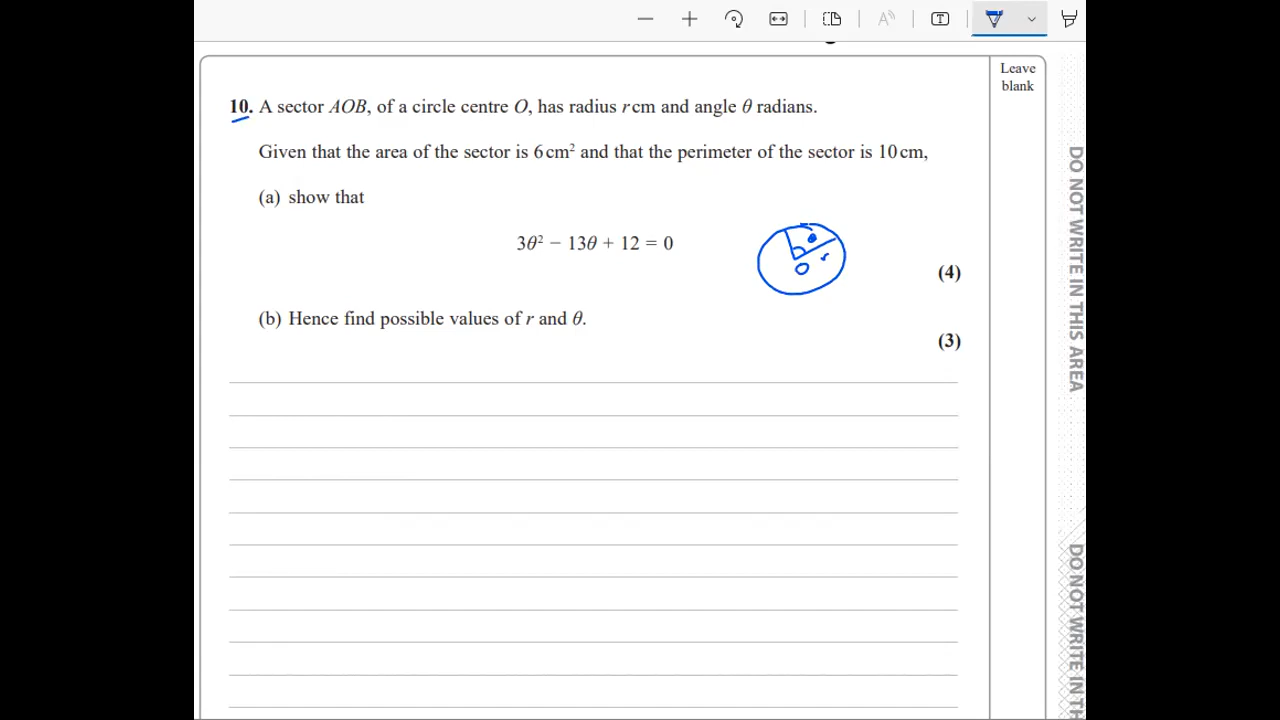 Leave
blank
10. A sector AOB, of a circle centre O, has radius r cm and angle θ radians.
Given that the area of the sector is 6 cm² and that the perimeter of the sector is 10 cm,
(a) show that
3θ² − 13θ + 12 = 0
θ
r
O
(4)
(b) Hence find possible values of r and θ.
(3)
DO NOT WRITE IN THIS AREA
DO NOT WRITE IN TH